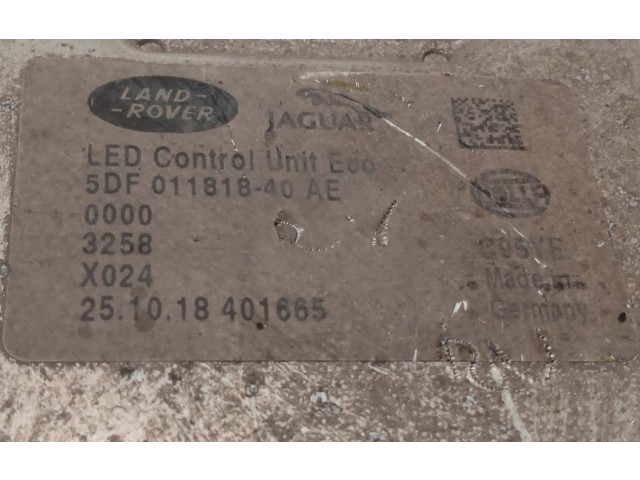 LAND-
-ROVER
JAGUAR
LED Control Unit Eco
5DF 011818-40 AE
0000
3258
X024
25.10.18 401665
Made in
Germany